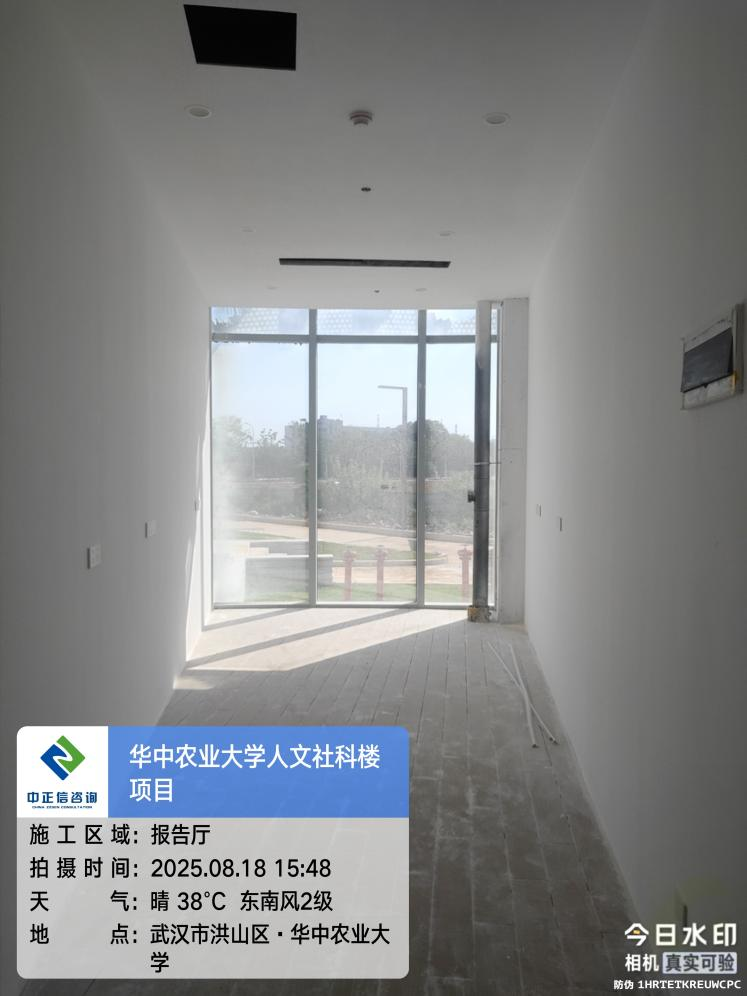 华中农业大学人文社科楼
项目
中正信咨询
CHINA ZEXIN CONSULTATION
施工区域：报告厅
拍摄时间：2025.08.18 15:48
天气：晴 38℃ 东南风2级
地点：武汉市洪山区·华中农业大
学
今日水印
相机真实可验
防伪 1HRTETKREUWCPC